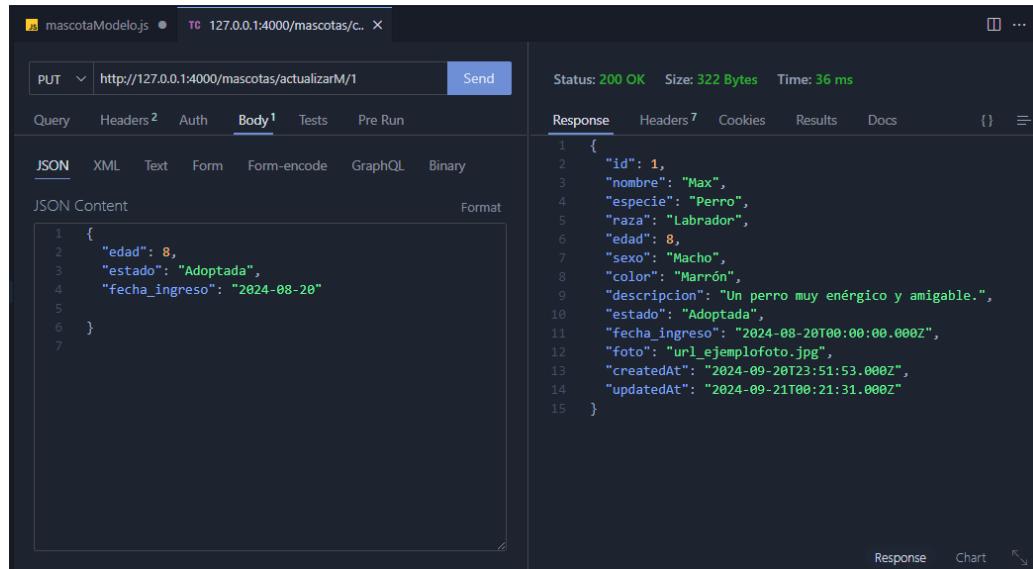 JS mascotaModelo.js ● TC 127.0.0.1:4000/mascotas/c.. ×
PUT http://127.0.0.1:4000/mascotas/actualizarM/1 Send
Query Headers 2 Auth Body 1 Tests Pre Run
JSON XML Text Form Form-encode GraphQL Binary
JSON Content Format
1 {
2 "edad": 8,
3 "estado": "Adoptada",
4 "fecha_ingreso": "2024-08-20"
5
6 }
7
Status: 200 OK Size: 322 Bytes Time: 36 ms
Response Headers 7 Cookies Results Docs {}
1 {
2 "id": 1,
3 "nombre": "Max",
4 "especie": "Perro",
5 "raza": "Labrador",
6 "edad": 8,
7 "sexo": "Macho",
8 "color": "Marrón",
9 "descripcion": "Un perro muy enérgico y amigable.",
10 "estado": "Adoptada",
11 "fecha_ingreso": "2024-08-20T00:00:00.000Z",
12 "foto": "url_ejemplofoto.jpg",
13 "createdAt": "2024-09-20T23:51:53.000Z",
14 "updatedAt": "2024-09-21T00:21:31.000Z"
15 }
Response Chart